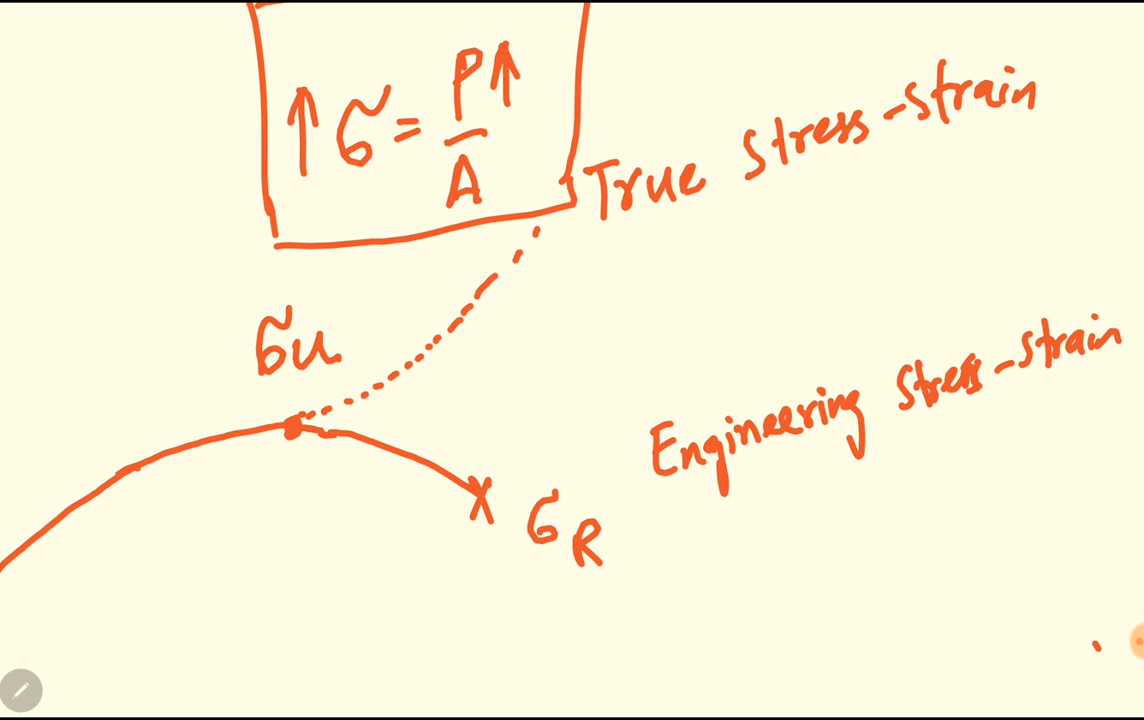 ↑σ = P↑/A
True stress-strain
σu
Engineering stress-strain
σR